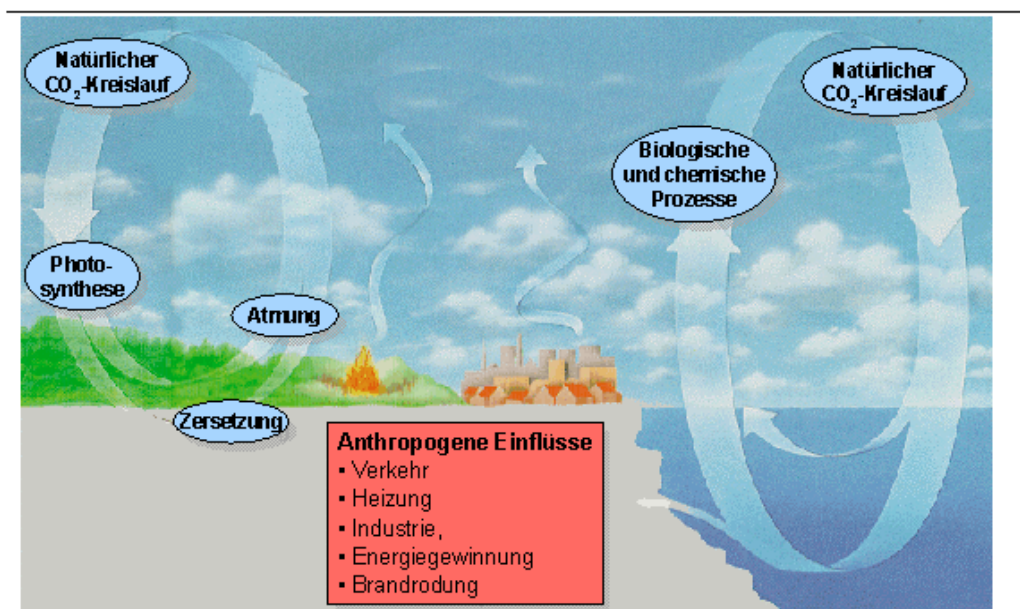 Natürlicher
CO₂-Kreislauf
Natürlicher
CO₂-Kreislauf
Biologische
und chemische
Prozesse
Photo-
synthese
Atmung
Zersetzung
Anthropogene Einflüsse
▪ Verkehr
▪ Heizung
▪ Industrie,
▪ Energiegewinnung
▪ Brandrodung